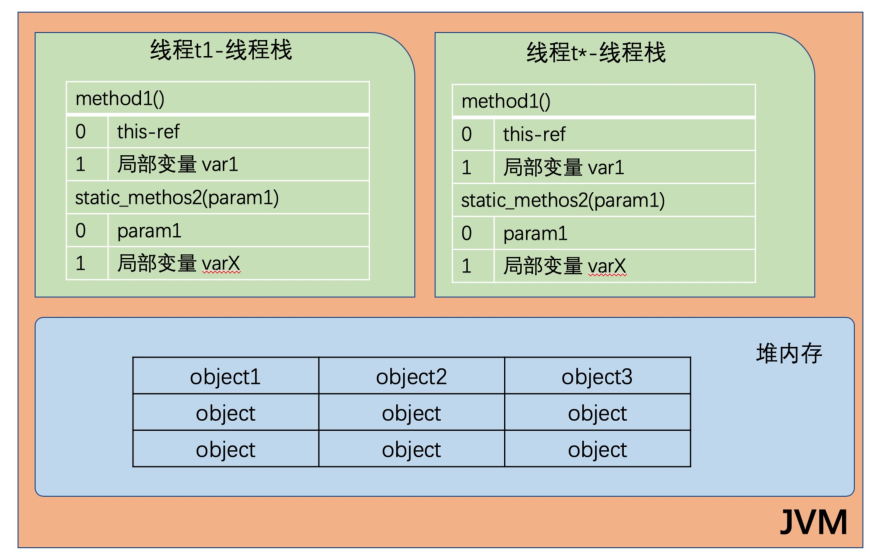 线程t1-线程栈
method1()
0 this-ref
1 局部变量 var1
static_methos2(param1)
0 param1
1 局部变量 varX
线程t*-线程栈
method1()
0 this-ref
1 局部变量 var1
static_methos2(param1)
0 param1
1 局部变量 varX
堆内存
object1 object2 object3
object object object
object object object
JVM